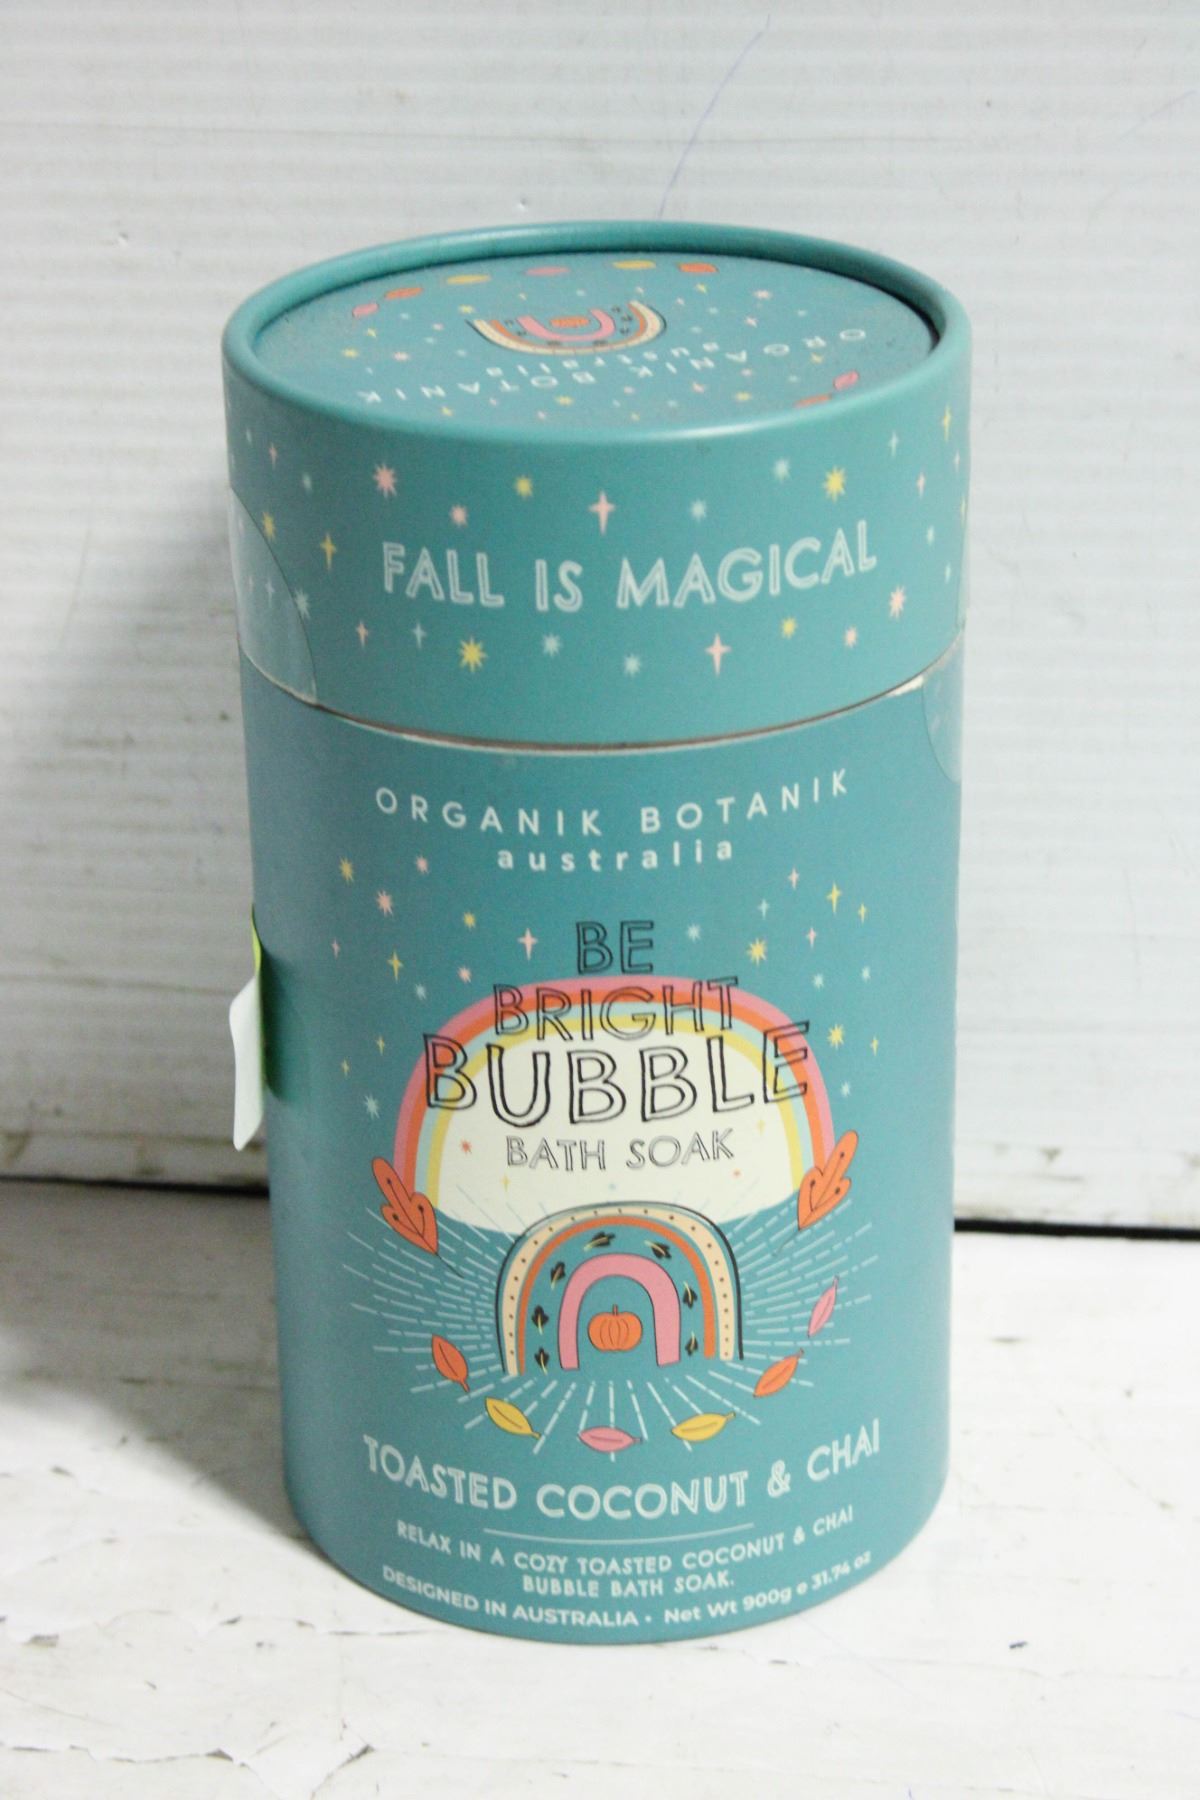 ORGANIK BOTANIK
australia
FALL IS MAGICAL
ORGANIK BOTANIK
australia
BE
BRIGHT
BUBBLE
BATH SOAK
TOASTED COCONUT & CHAI
RELAX IN A COZY TOASTED COCONUT & CHAI
BUBBLE BATH SOAK.
DESIGNED IN AUSTRALIA • Net Wt 900g e 31.74 oz